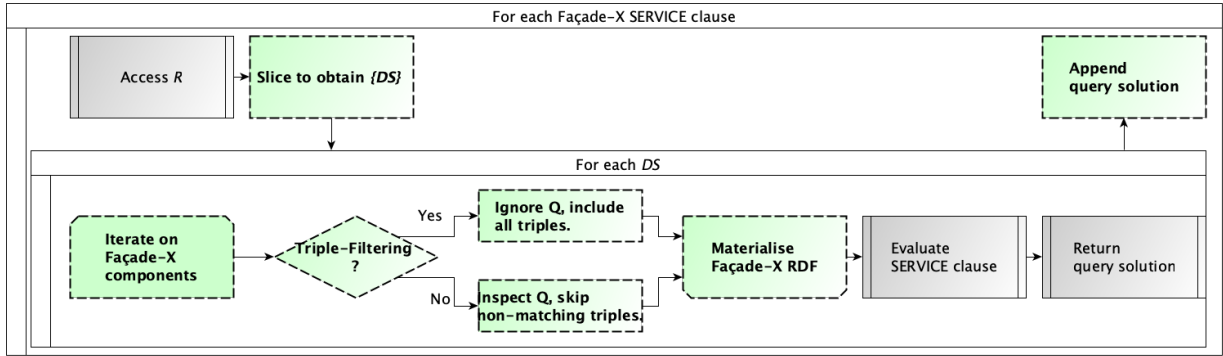 For each Façade-X SERVICE clause
Access R
Slice to obtain {DS}
Append
query solution
For each DS
Iterate on
Façade-X
components
Triple-Filtering
?
Yes
No
Ignore Q, include
all triples.
Inspect Q, skip
non-matching triples.
Materialise
Façade-X RDF
Evaluate
SERVICE clause
Return
query solution